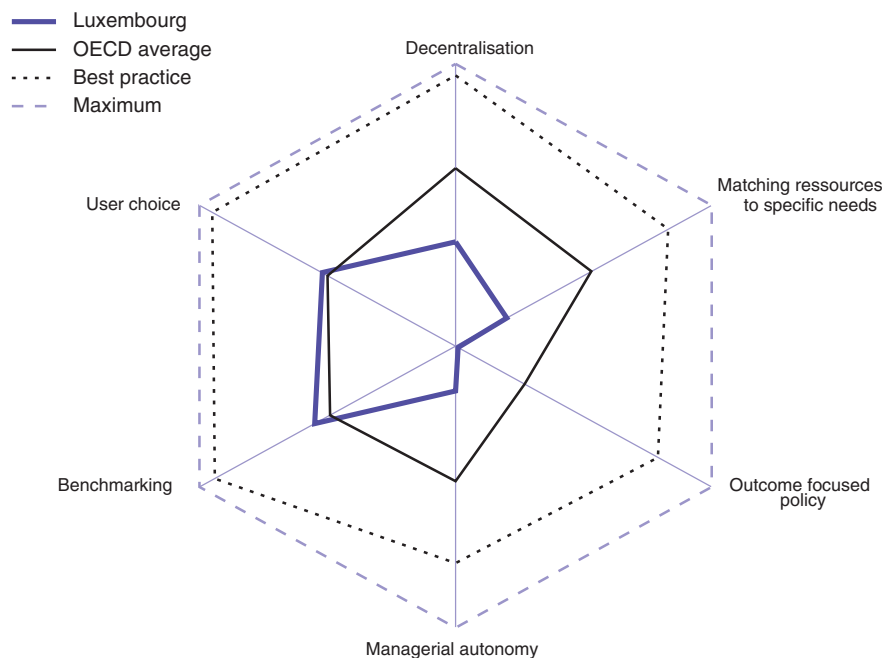 Luxembourg
OECD average
Best practice
Maximum
Decentralisation
Matching ressources
to specific needs
User choice
Benchmarking
Outcome focused
policy
Managerial autonomy